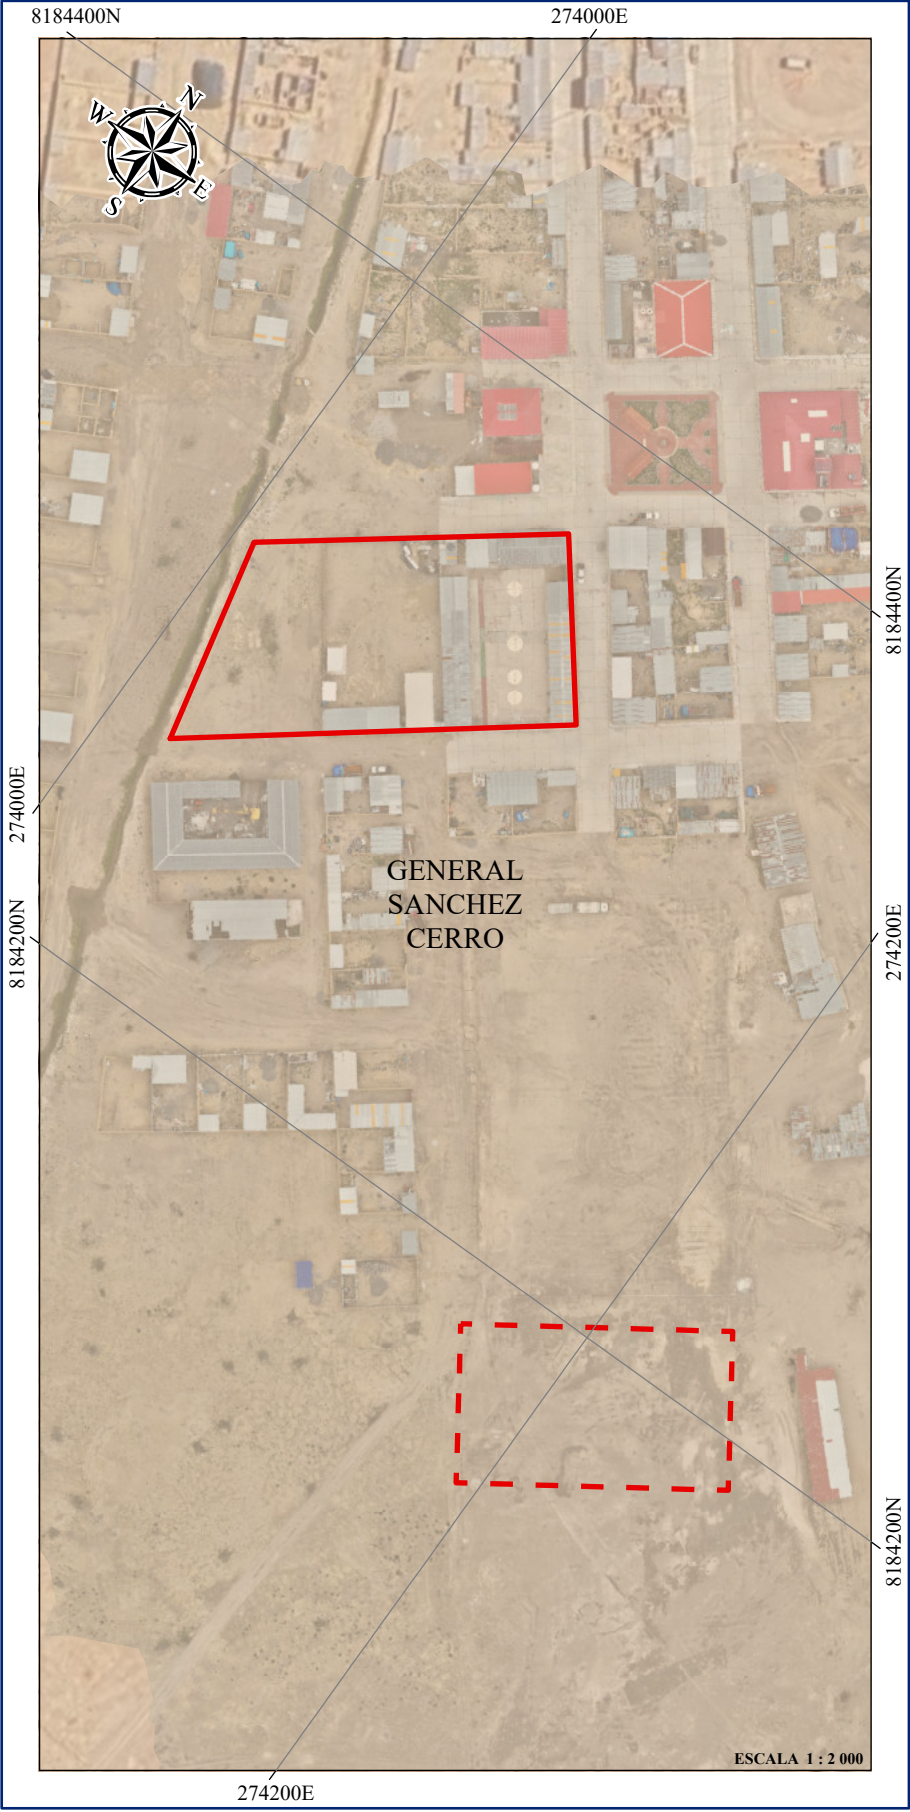 8184400N
274000E
N
W
E
S
8184400N
274000E
GENERAL
SANCHEZ
CERRO
8184200N
274200E
8184200N
ESCALA 1 : 2 000
274200E